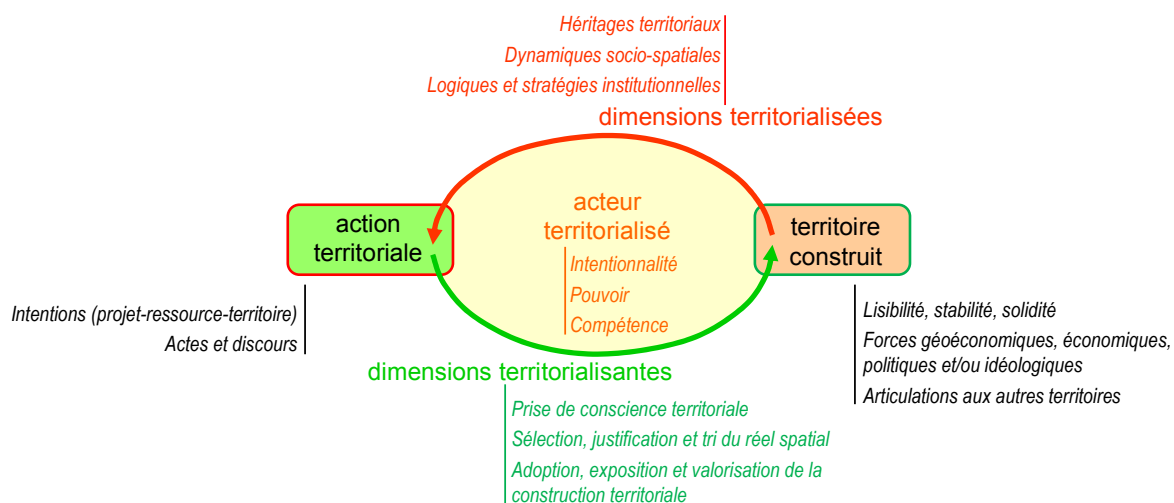 Héritages territoriaux
Dynamiques socio-spatiales
Logiques et stratégies institutionnelles
dimensions territorialisées
acteur
territorialisé
Intentionnalité
Pouvoir
Compétence
action
territoriale
Intentions (projet-ressource-territoire)
Actes et discours
territoire
construit
Lisibilité, stabilité, solidité
Forces géoéconomiques, économiques,
politiques et/ou idéologiques
Articulations aux autres territoires
dimensions territorialisantes
Prise de conscience territoriale
Sélection, justification et tri du réel spatial
Adoption, exposition et valorisation de la
construction territoriale